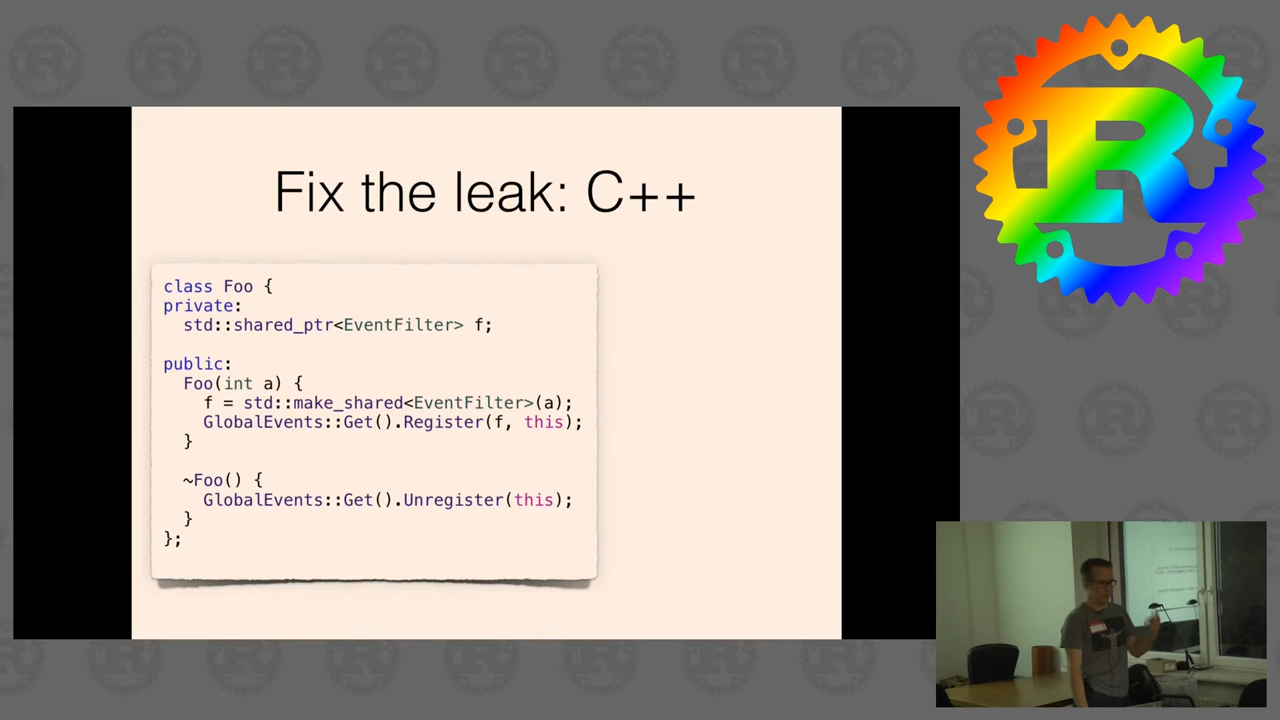 Fix the leak: C++
class Foo {
private:
  std::shared_ptr<EventFilter> f;
public:
  Foo(int a) {
    f = std::make_shared<EventFilter>(a);
    GlobalEvents::Get().Register(f, this);
  }
  ~Foo() {
    GlobalEvents::Get().Unregister(this);
  }
};
R